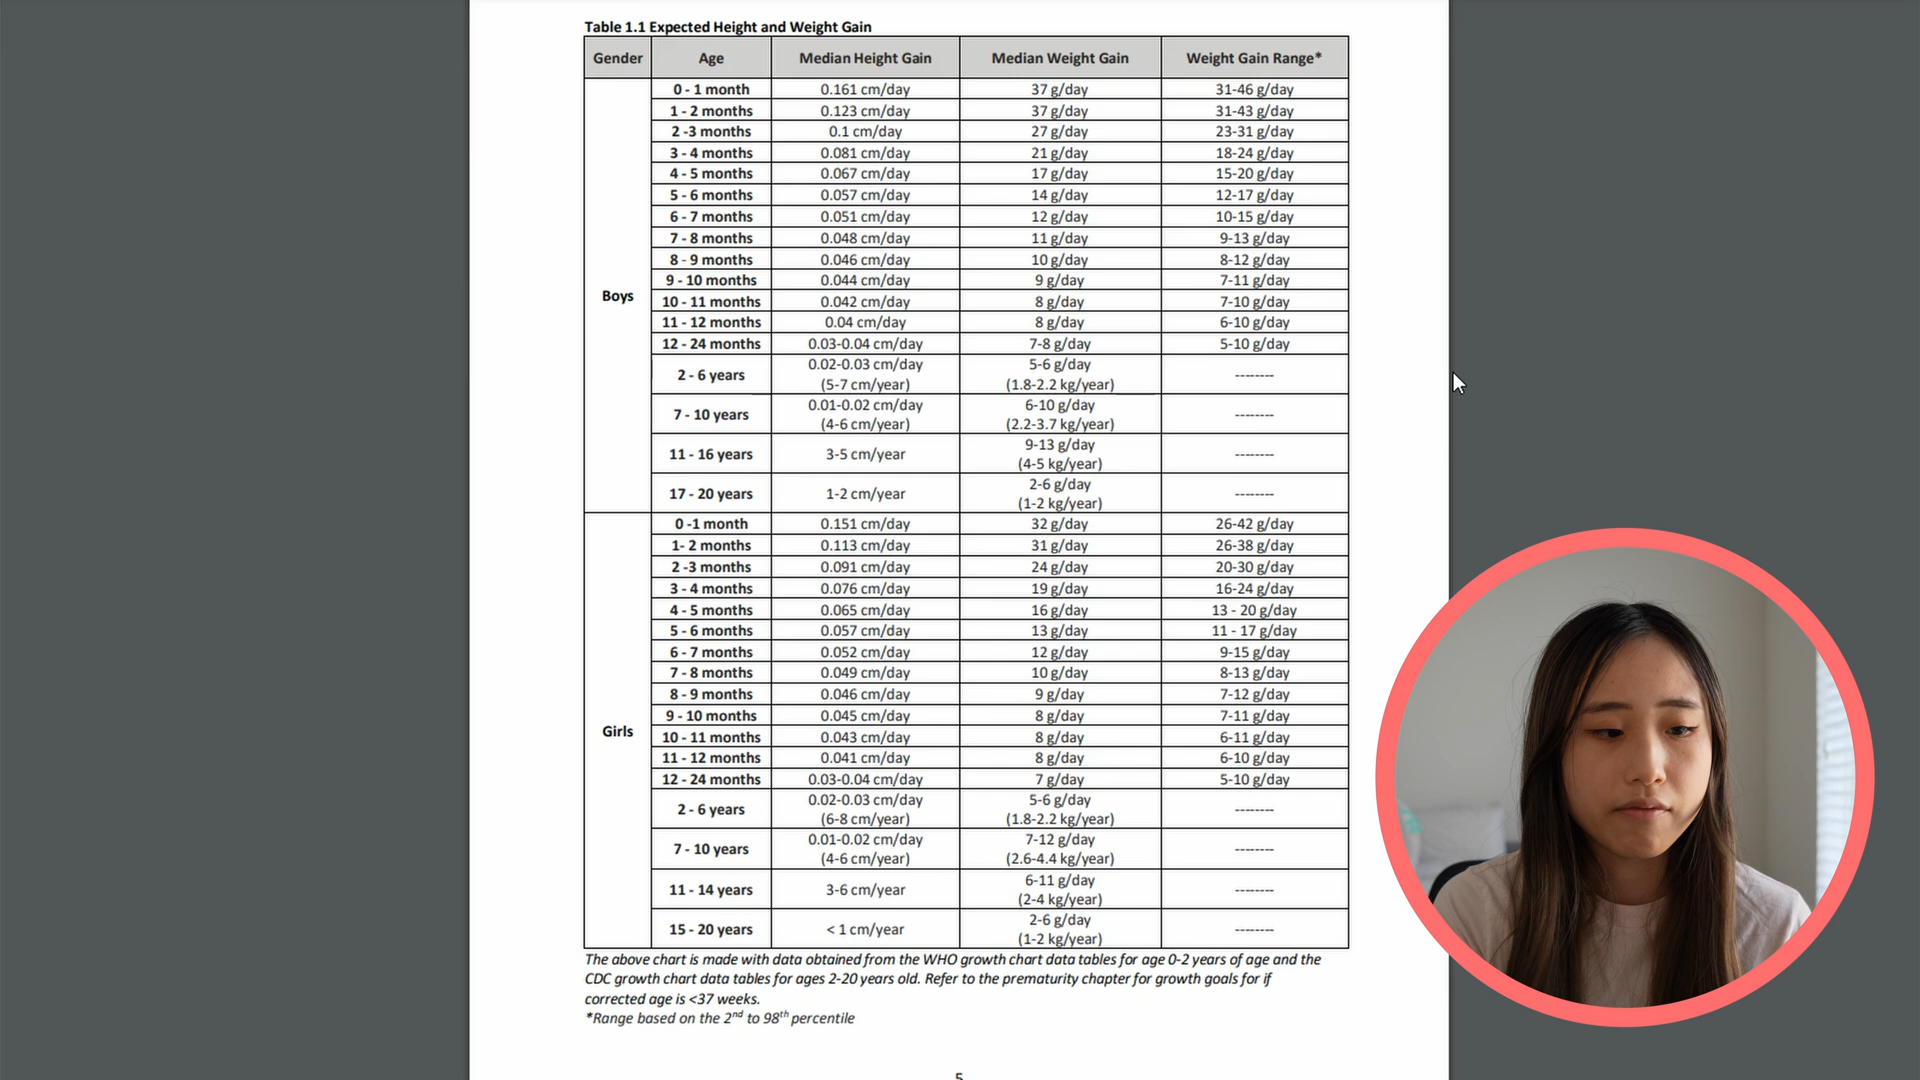 Table 1.1 Expected Height and Weight Gain
Gender Age Median Height Gain Median Weight Gain Weight Gain Range*
Boys
0 - 1 month 0.161 cm/day 37 g/day 31-46 g/day
1 - 2 months 0.123 cm/day 37 g/day 31-43 g/day
2 -3 months 0.1 cm/day 27 g/day 23-31 g/day
3 - 4 months 0.081 cm/day 21 g/day 18-24 g/day
4 - 5 months 0.067 cm/day 17 g/day 15-20 g/day
5 - 6 months 0.057 cm/day 14 g/day 12-17 g/day
6 - 7 months 0.051 cm/day 12 g/day 10-15 g/day
7 - 8 months 0.048 cm/day 11 g/day 9-13 g/day
8 - 9 months 0.046 cm/day 10 g/day 8-12 g/day
9 - 10 months 0.044 cm/day 9 g/day 7-11 g/day
10 - 11 months 0.042 cm/day 8 g/day 7-10 g/day
11 - 12 months 0.04 cm/day 8 g/day 6-10 g/day
12 - 24 months 0.03-0.04 cm/day 7-8 g/day 5-10 g/day
2 - 6 years 0.02-0.03 cm/day 5-6 g/day --------
(5-7 cm/year) (1.8-2.2 kg/year)
7 - 10 years 0.01-0.02 cm/day 6-10 g/day --------
(4-6 cm/year) (2.2-3.7 kg/year)
11 - 16 years 3-5 cm/year 9-13 g/day --------
(4-5 kg/year)
17 - 20 years 1-2 cm/year 2-6 g/day --------
(1-2 kg/year)
Girls
0 -1 month 0.151 cm/day 32 g/day 26-42 g/day
1- 2 months 0.113 cm/day 31 g/day 26-38 g/day
2 -3 months 0.091 cm/day 24 g/day 20-30 g/day
3 - 4 months 0.076 cm/day 19 g/day 16-24 g/day
4 - 5 months 0.065 cm/day 16 g/day 13 - 20 g/day
5 - 6 months 0.057 cm/day 13 g/day 11 - 17 g/day
6 - 7 months 0.052 cm/day 12 g/day 9-15 g/day
7 - 8 months 0.049 cm/day 10 g/day 8-13 g/day
8 - 9 months 0.046 cm/day 9 g/day 7-12 g/day
9 - 10 months 0.045 cm/day 8 g/day 7-11 g/day
10 - 11 months 0.043 cm/day 8 g/day 6-11 g/day
11 - 12 months 0.041 cm/day 8 g/day 6-10 g/day
12 - 24 months 0.03-0.04 cm/day 7 g/day 5-10 g/day
2 - 6 years 0.02-0.03 cm/day 5-6 g/day --------
(6-8 cm/year) (1.8-2.2 kg/year)
7 - 10 years 0.01-0.02 cm/day 7-12 g/day --------
(4-6 cm/year) (2.6-4.4 kg/year)
11 - 14 years 3-6 cm/year 6-11 g/day --------
(2-4 kg/year)
15 - 20 years < 1 cm/year 2-6 g/day --------
(1-2 kg/year)
The above chart is made with data obtained from the WHO growth chart data tables for age 0-2 years of age and the
CDC growth chart data tables for ages 2-20 years old. Refer to the prematurity chapter for growth goals for if
corrected age is <37 weeks.
*Range based on the 2nd to 98th percentile
5